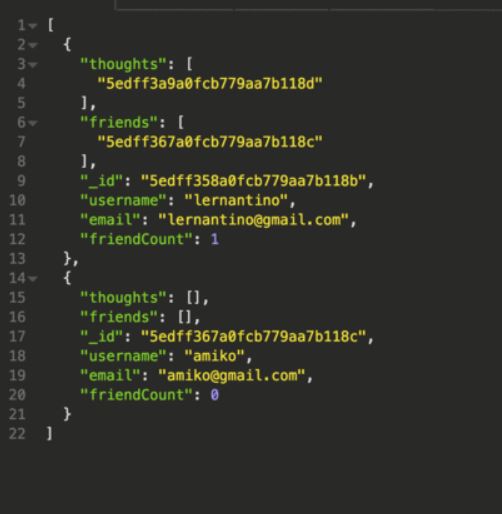 1 [
2 {
3 "thoughts": [
4 "5edff3a9a0fcb779aa7b118d"
5 ],
6 "friends": [
7 "5edff367a0fcb779aa7b118c"
8 ],
9 "_id": "5edff358a0fcb779aa7b118b",
10 "username": "lernantino",
11 "email": "lernantino@gmail.com",
12 "friendCount": 1
13 },
14 {
15 "thoughts": [],
16 "friends": [],
17 "_id": "5edff367a0fcb779aa7b118c",
18 "username": "amiko",
19 "email": "amiko@gmail.com",
20 "friendCount": 0
21 }
22 ]